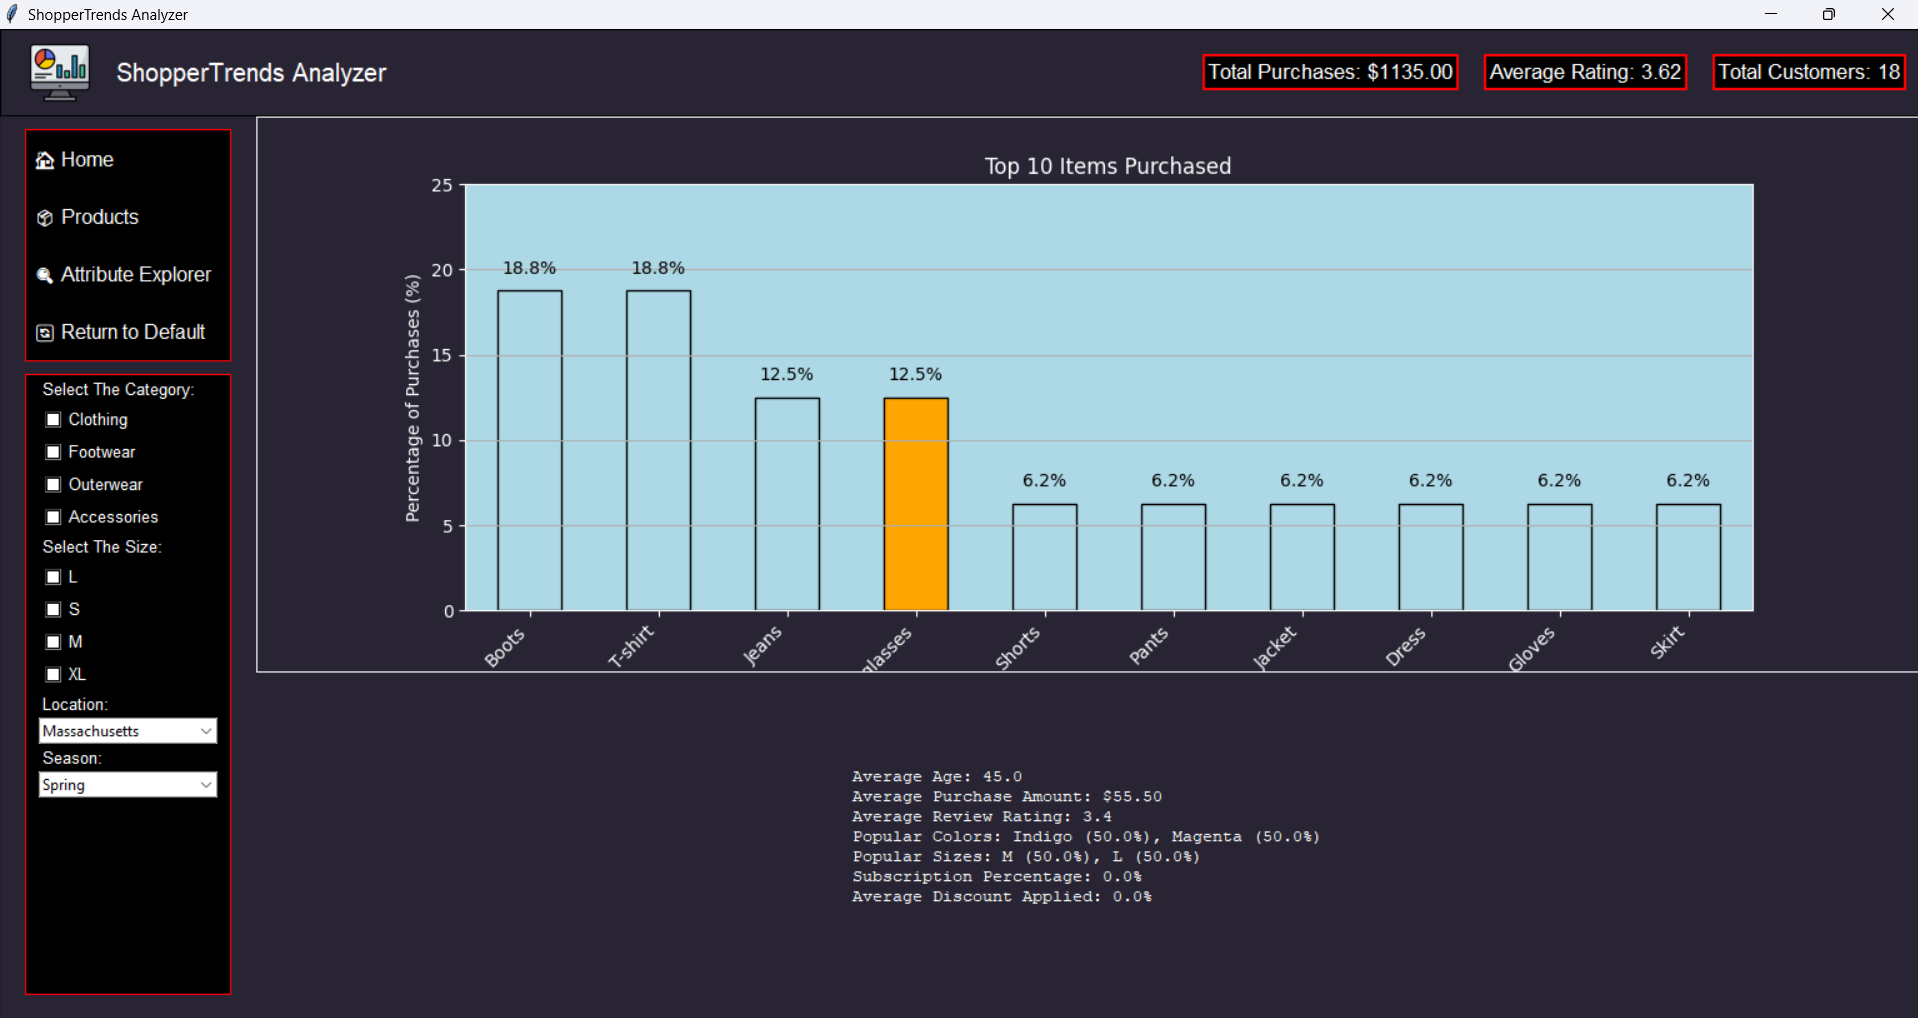 ShopperTrends Analyzer
ShopperTrends Analyzer
Total Purchases: $1135.00
Average Rating: 3.62
Total Customers: 18
Home
Products
Attribute Explorer
Return to Default
Select The Category:
Clothing
Footwear
Outerwear
Accessories
Select The Size:
L
S
M
XL
Location:
Massachusetts
Season:
Spring
Top 10 Items Purchased
Percentage of Purchases (%)
25
20
15
10
5
0
18.8%
18.8%
12.5%
12.5%
6.2%
6.2%
6.2%
6.2%
6.2%
6.2%
Boots
T-shirt
Jeans
glasses
Shorts
Pants
Jacket
Dress
Gloves
Skirt
Average Age: 45.0
Average Purchase Amount: $55.50
Average Review Rating: 3.4
Popular Colors: Indigo (50.0%), Magenta (50.0%)
Popular Sizes: M (50.0%), L (50.0%)
Subscription Percentage: 0.0%
Average Discount Applied: 0.0%